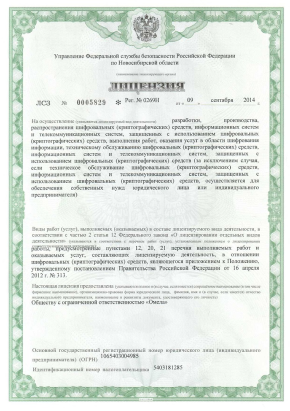 Управление Федеральной службы безопасности Российской Федерации
по Новосибирской области
ЛИЦЕНЗИЯ
ЛСЗ № 0005829 * Рег. № 026981 от « 09 » сентября 2014 г.
На осуществление разработки, производства,
распространения шифровальных (криптографических) средств, информационных систем и
телекоммуникационных систем, защищенных с использованием шифровальных
(криптографических) средств, выполнения работ, оказания услуг в области шифрования
информации, технического обслуживания шифровальных (криптографических) средств,
информационных систем и телекоммуникационных систем, защищенных с
использованием шифровальных (криптографических) средств (за исключением случая,
если техническое обслуживание шифровальных (криптографических) средств,
информационных систем и телекоммуникационных систем, защищенных с
использованием шифровальных (криптографических) средств, осуществляется для
обеспечения собственных нужд юридического лица или индивидуального
предпринимателя)
Виды работ (услуг), выполняемых (оказываемых) в составе лицензируемого вида деятельности, в
соответствии с частью 2 статьи 12 Федерального закона «О лицензировании отдельных видов
деятельности»
работы, предусмотренные пунктами 12, 20, 21 перечня выполняемых работ и
оказываемых услуг, составляющих лицензируемую деятельность, в отношении
шифровальных (криптографических) средств, являющегося приложением к Положению,
утвержденному постановлением Правительства Российской Федерации от 16 апреля
2012 г. № 313.
Настоящая лицензия предоставлена
Обществу с ограниченной ответственностью «Омела»
Основной государственный регистрационный номер юридического лица (индивидуального
предпринимателя) (ОГРН) 1065403004985
Идентификационный номер налогоплательщика 5403181285